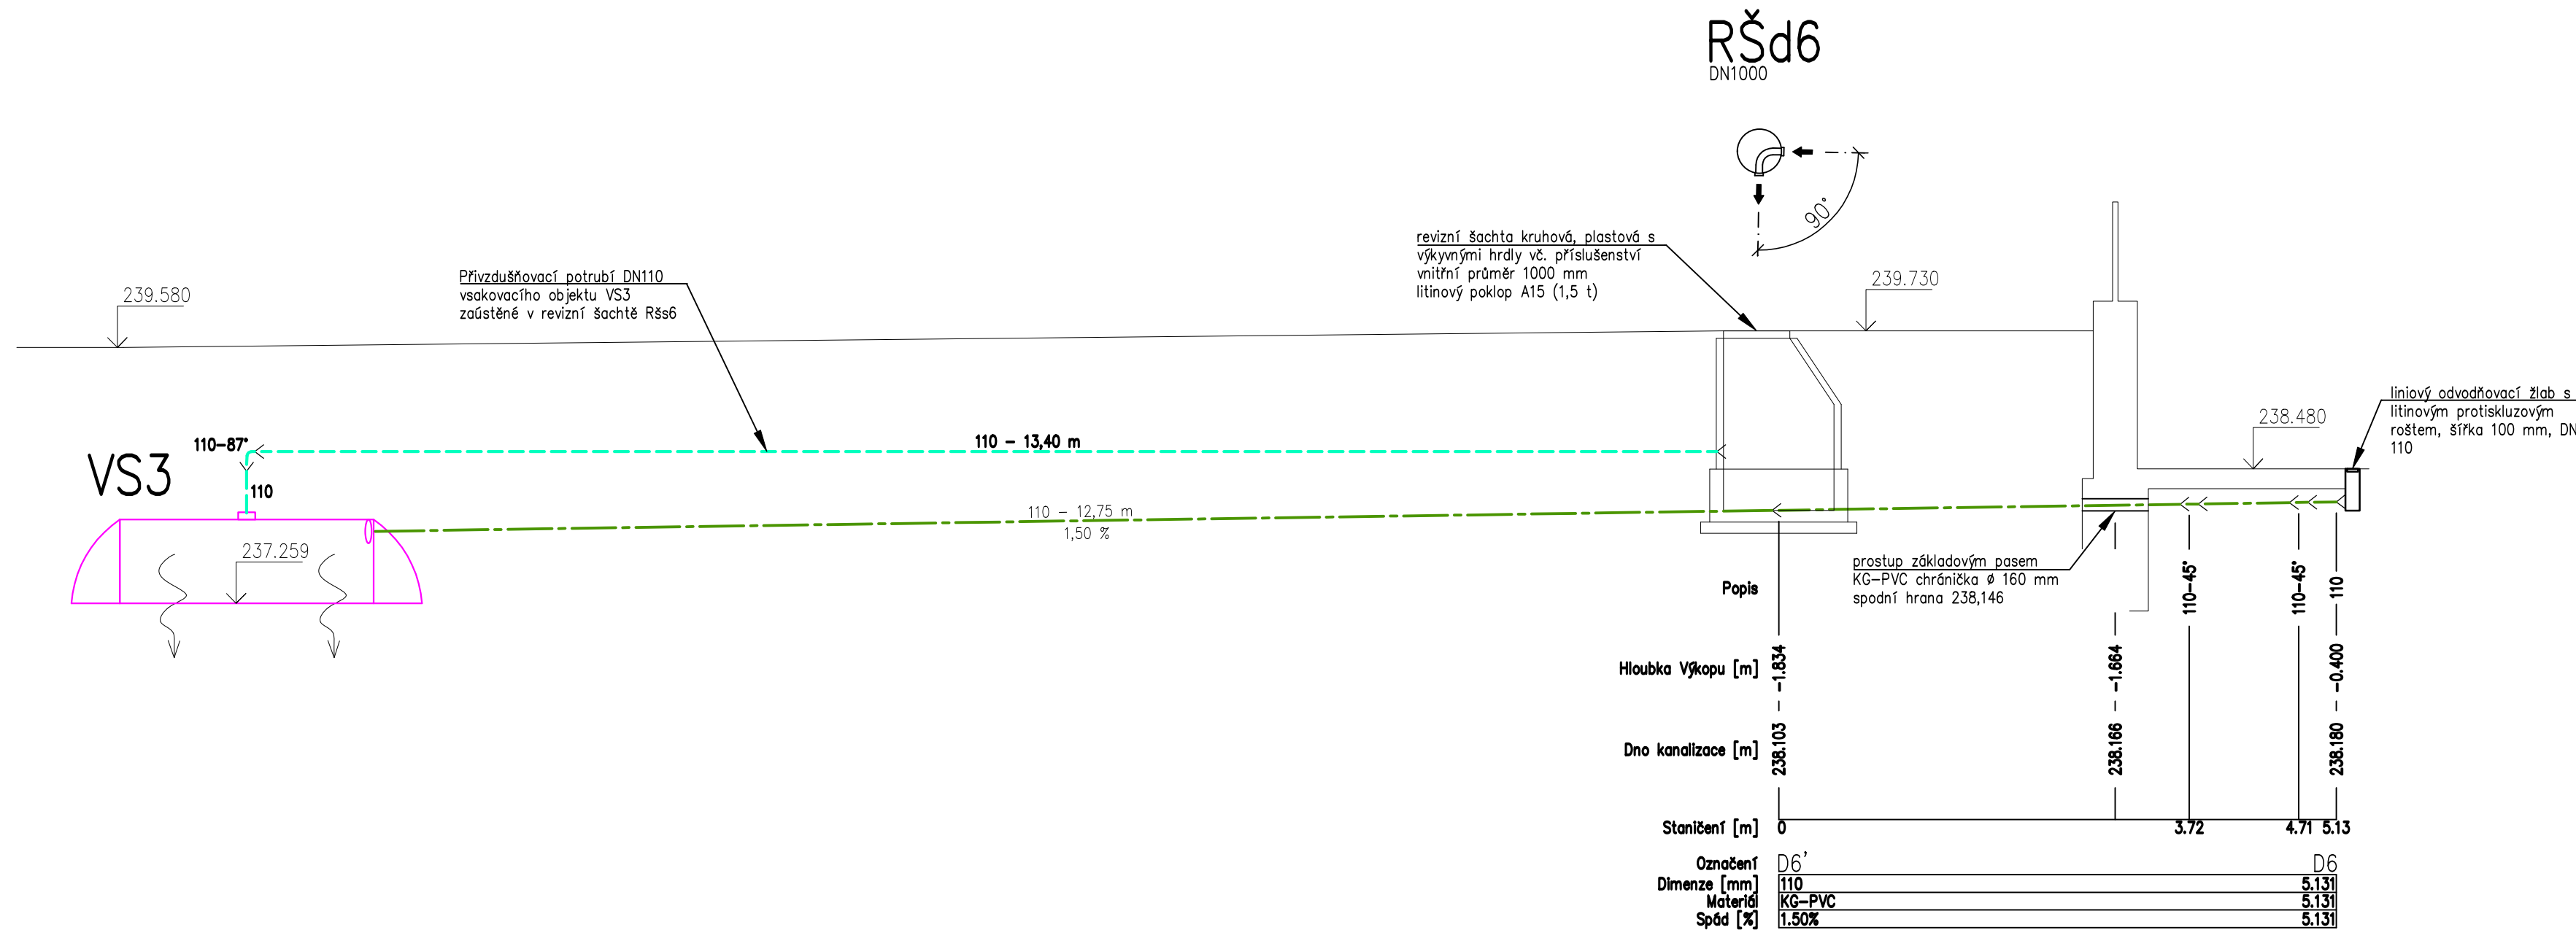 RŠd6
DN1000
90°
revizní šachta kruhová, plastová s
výkyvnými hrdly vč. příslušenství
vnitřní průměr 1000 mm
litinový poklop A15 (1,5 t)
239.730
Přivzdušňovací potrubí DN110
vsakovacího objektu VS3
zaústěné v revizní šachtě Ršs6
239.580
liniový odvodňovací žlab s
litinovým protiskluzovým
roštem, šířka 100 mm, DN
110
238.480
110-87°
110 - 13,40 m
VS3
110
110 - 12,75 m
1,50 %
237.259
prostup základovým pasem
KG-PVC chránička ø 160 mm
spodní hrana 238,146
Popis
110-45°
110-45°
110
Hloubka Výkopu [m]
-1.834
-1.664
-0.400
Dno kanalizace [m]
238.103
238.166
238.180
Staničení [m] 0 3.72 4.71 5.13
Označení D6' D6
Dimenze [mm] 110 5.131
Materiál KG-PVC 5.131
Spád [%] 1.50% 5.131